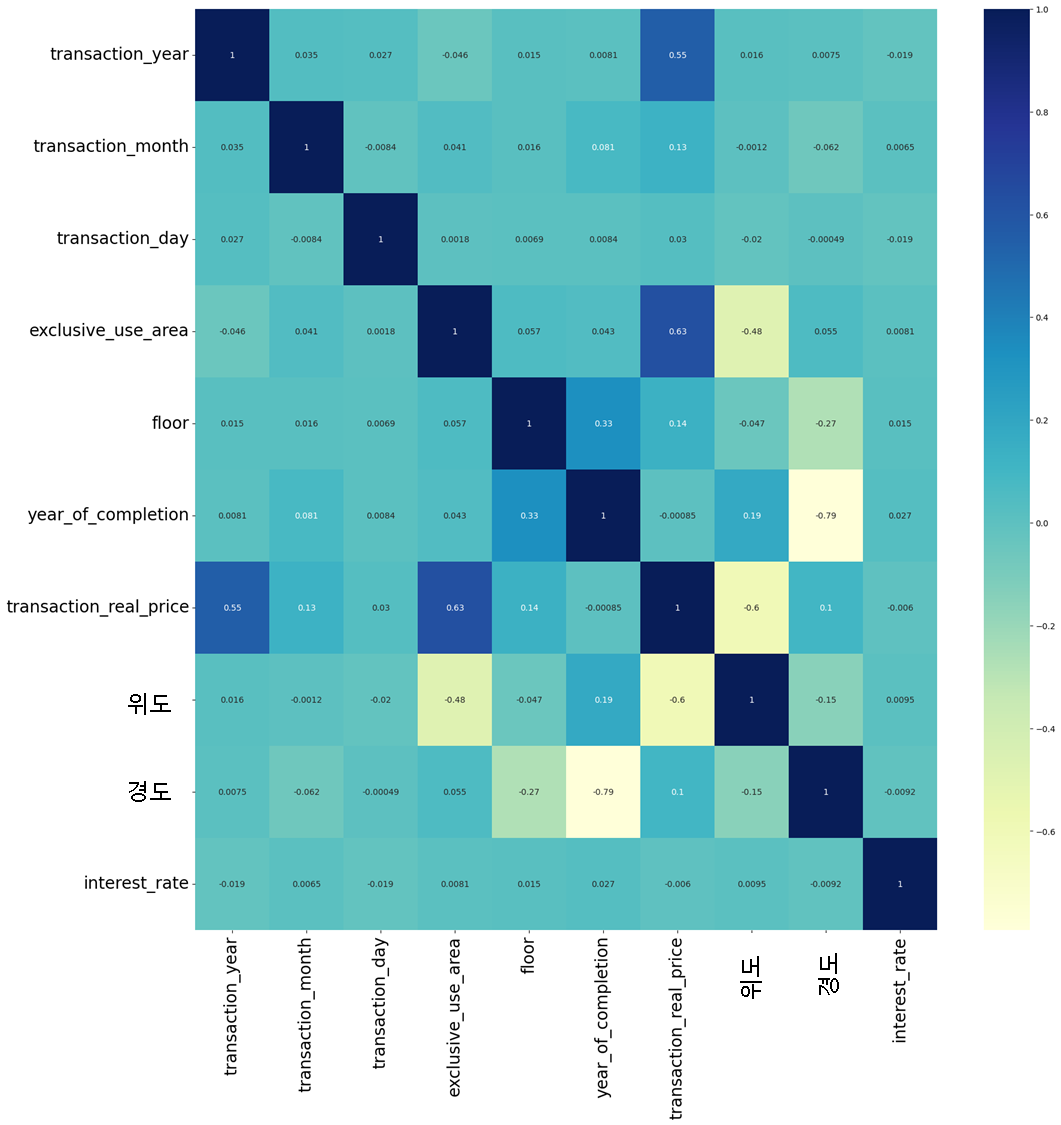 transaction_year 1 0.035 0.027 -0.046 0.015 0.0081 0.55 0.016 0.0075 -0.019
transaction_month 0.035 1 -0.0084 0.041 0.016 0.081 0.13 -0.0012 -0.062 0.0065
transaction_day 0.027 -0.0084 1 0.0018 0.0069 0.0084 0.03 -0.02 -0.00049 -0.019
exclusive_use_area -0.046 0.041 0.0018 1 0.057 0.043 0.63 -0.48 0.055 0.0081
floor 0.015 0.016 0.0069 0.057 1 0.33 0.14 -0.047 -0.27 0.015
year_of_completion 0.0081 0.081 0.0084 0.043 0.33 1 -0.00085 0.19 -0.79 0.027
transaction_real_price 0.55 0.13 0.03 0.63 0.14 -0.00085 1 -0.6 0.1 -0.006
위도 0.016 -0.0012 -0.02 -0.48 -0.047 0.19 -0.6 1 -0.15 0.0095
경도 0.0075 -0.062 -0.00049 0.055 -0.27 -0.79 0.1 -0.15 1 -0.0092
interest_rate -0.019 0.0065 -0.019 0.0081 0.015 0.027 -0.006 0.0095 -0.0092 1
transaction_year
transaction_month
transaction_day
exclusive_use_area
floor
year_of_completion
transaction_real_price
위도
경도
interest_rate
1.0
0.8
0.6
0.4
0.2
0.0
−0.2
−0.4
−0.6